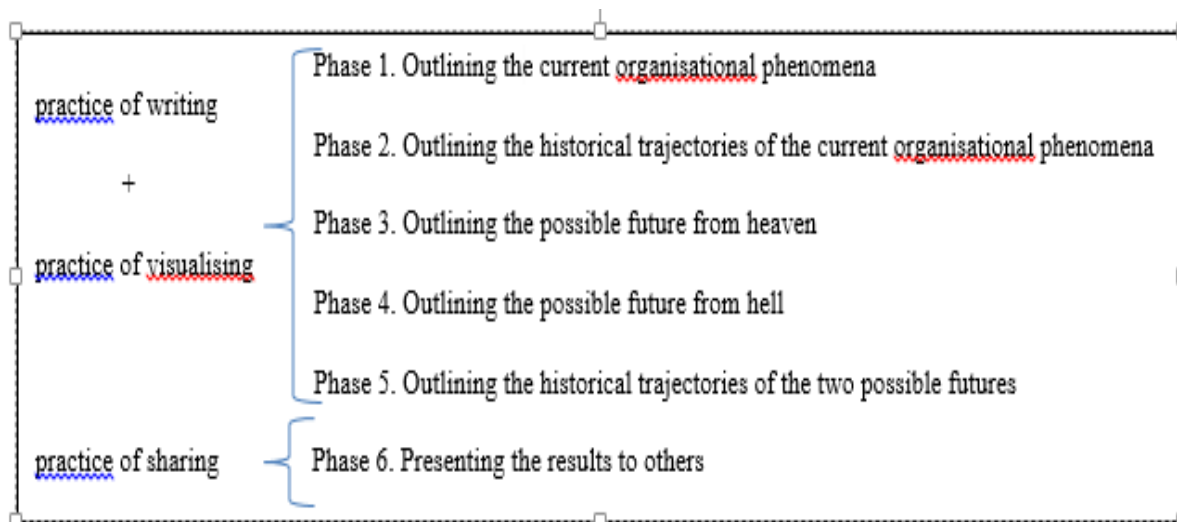 Phase 1. Outlining the current organisational phenomena
practice of writing
Phase 2. Outlining the historical trajectories of the current organisational phenomena
+
Phase 3. Outlining the possible future from heaven
practice of visualising
Phase 4. Outlining the possible future from hell
Phase 5. Outlining the historical trajectories of the two possible futures
practice of sharing
Phase 6. Presenting the results to others